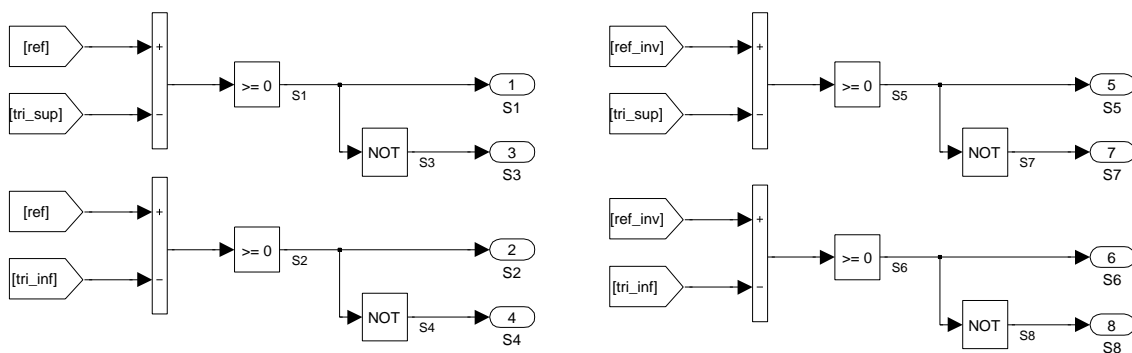 [ref]
+
[tri_sup]
−
>= 0
S1
1
S1
NOT
S3
3
S3
[ref]
+
[tri_inf]
−
>= 0
S2
2
S2
NOT
S4
4
S4
[ref_inv]
+
[tri_sup]
−
>= 0
S5
5
S5
NOT
S7
7
S7
[ref_inv]
+
[tri_inf]
−
>= 0
S6
6
S6
NOT
S8
8
S8